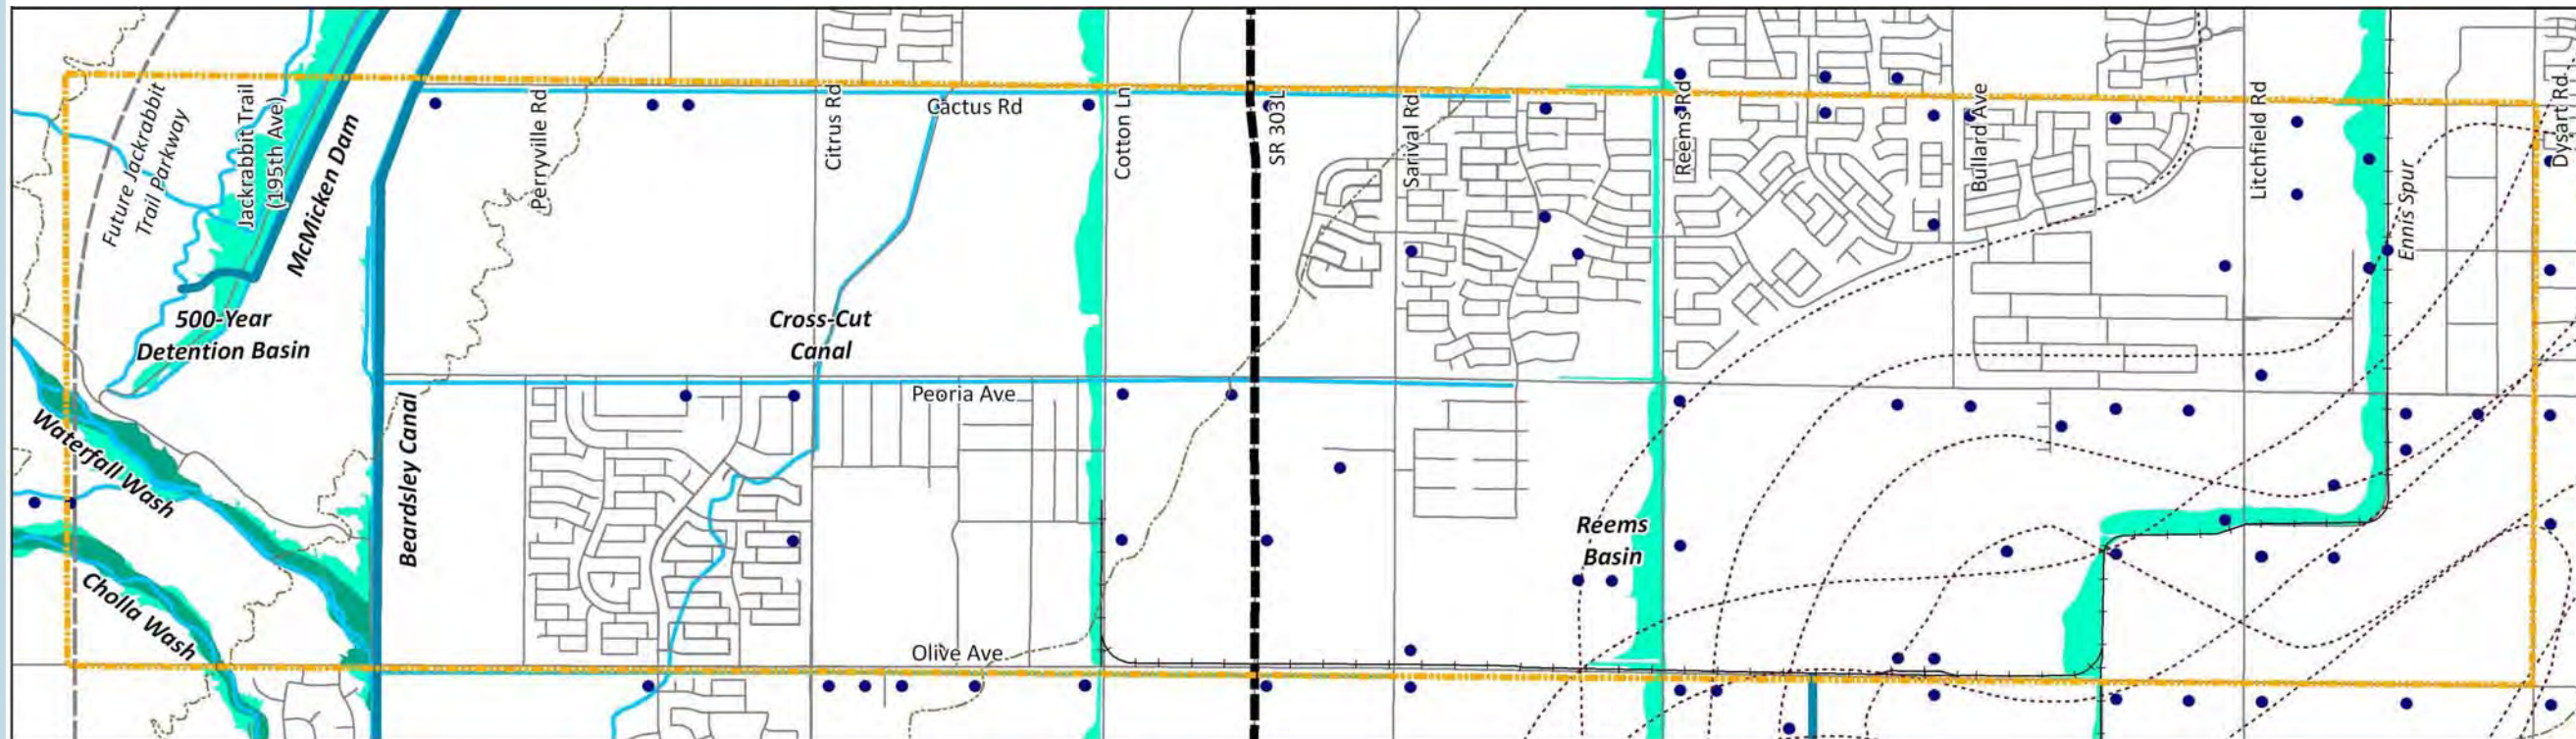 Future Jackrabbit
Trail Parkway
Jackrabbit Trail
(195th Ave)
McMicken Dam
500-Year
Detention Basin
Waterfall Wash
Cholla Wash
Beardsley Canal
Perryville Rd
Citrus Rd
Cactus Rd
Cross-Cut
Canal
Peoria Ave
Olive Ave
Cotton Ln
SR 303L
Sarival Rd
Reems Rd
Reems
Basin
Bullard Ave
Litchfield Rd
Ennis Spur
Dysart Rd